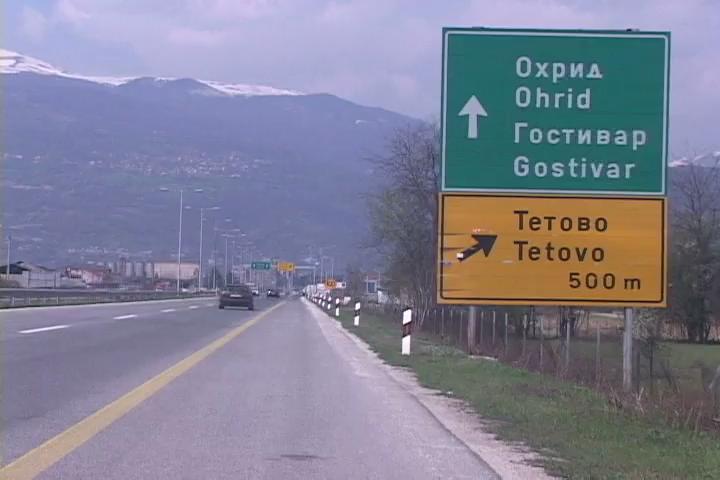 Охрид
Ohrid
Гостивар
Gostivar
Тетово
Tetovo
500 m